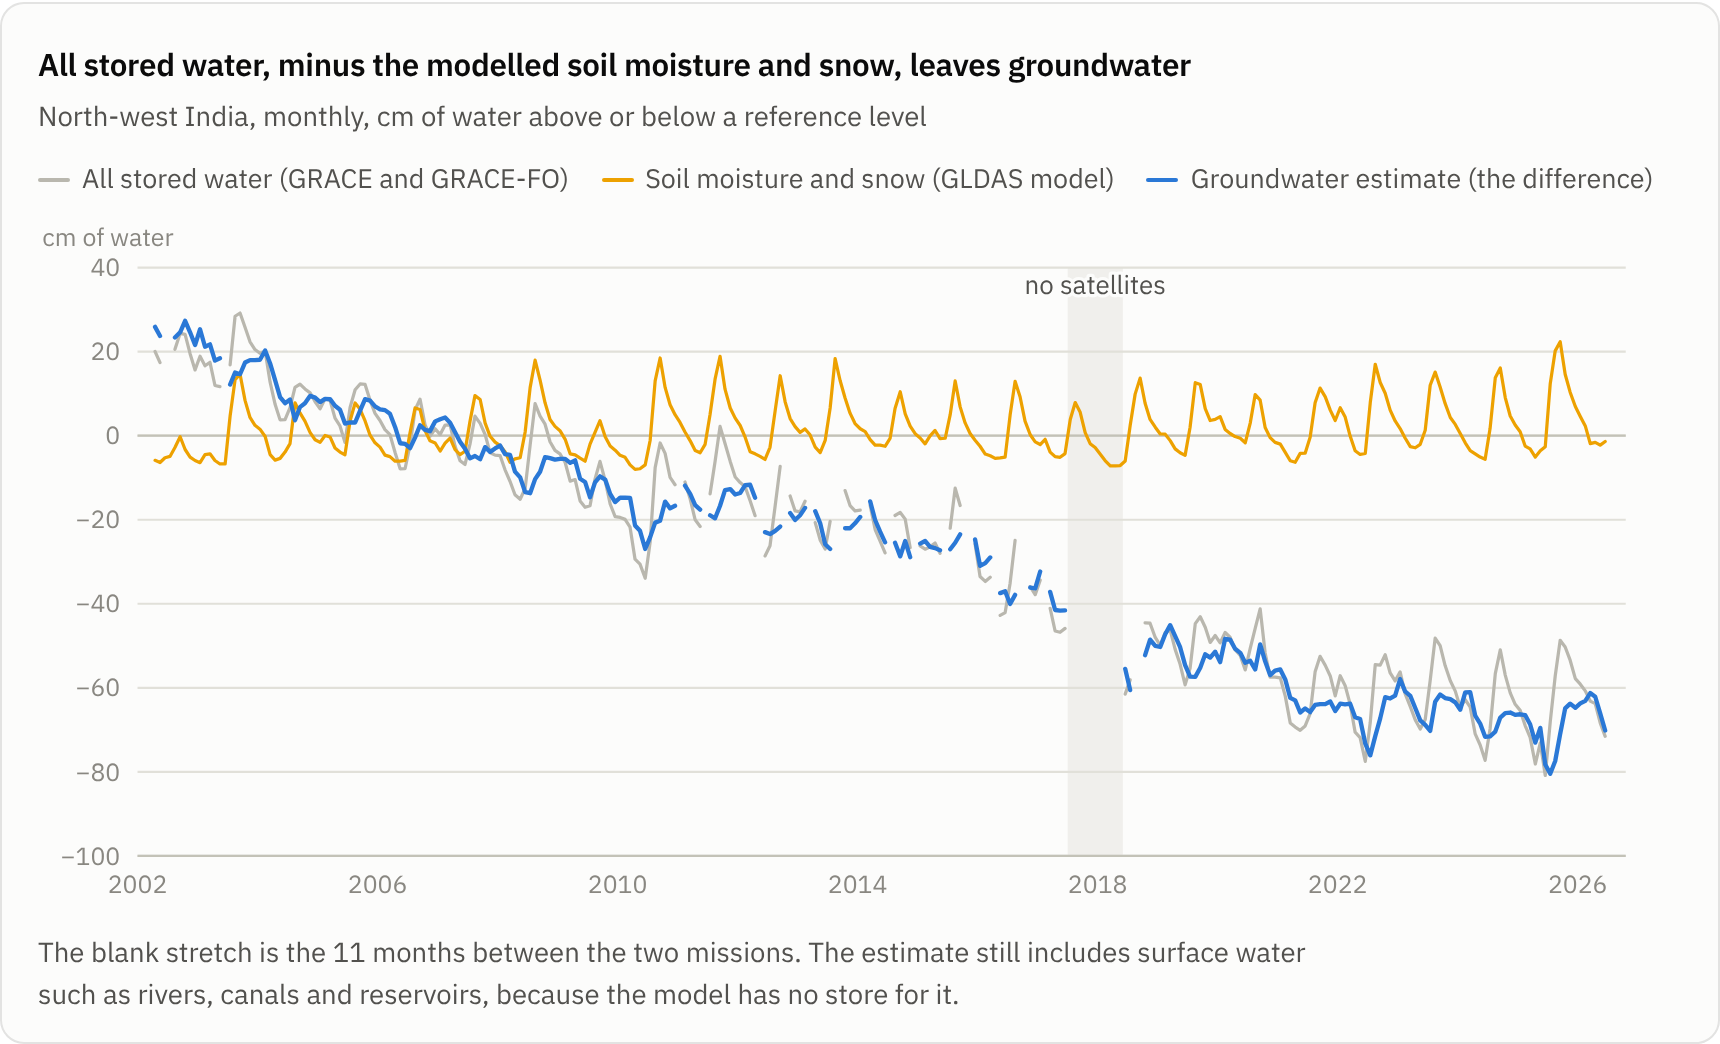 All stored water, minus the modelled soil moisture and snow, leaves groundwater
North-west India, monthly, cm of water above or below a reference level
All stored water (GRACE and GRACE-FO)
Soil moisture and snow (GLDAS model)
Groundwater estimate (the difference)
cm of water
40
no satellites
20
0
−20
−40
−60
−80
−100
2002
2006
2010
2014
2018
2022
2026
The blank stretch is the 11 months between the two missions. The estimate still includes surface water
such as rivers, canals and reservoirs, because the model has no store for it.